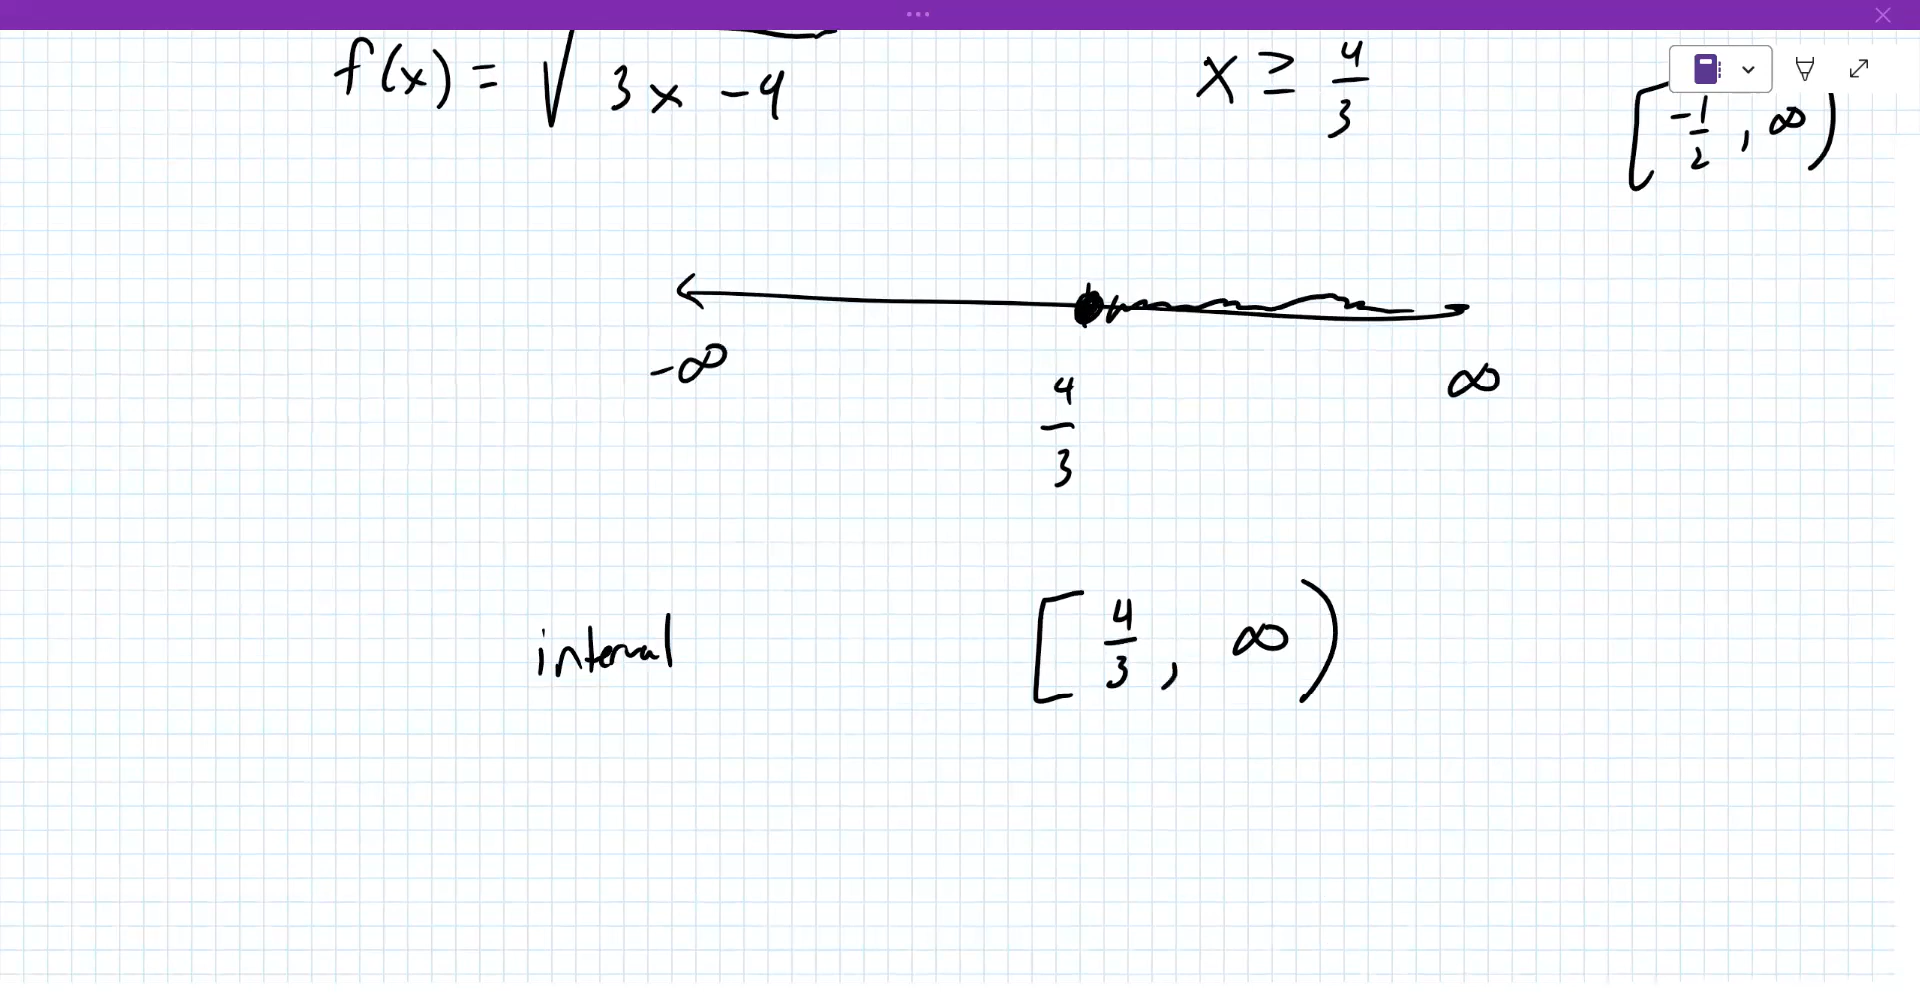 f(x) = √3x - 4
x ≥ 4/3
[-1/2, ∞)
-∞
4/3
∞
interval
[4/3, ∞)